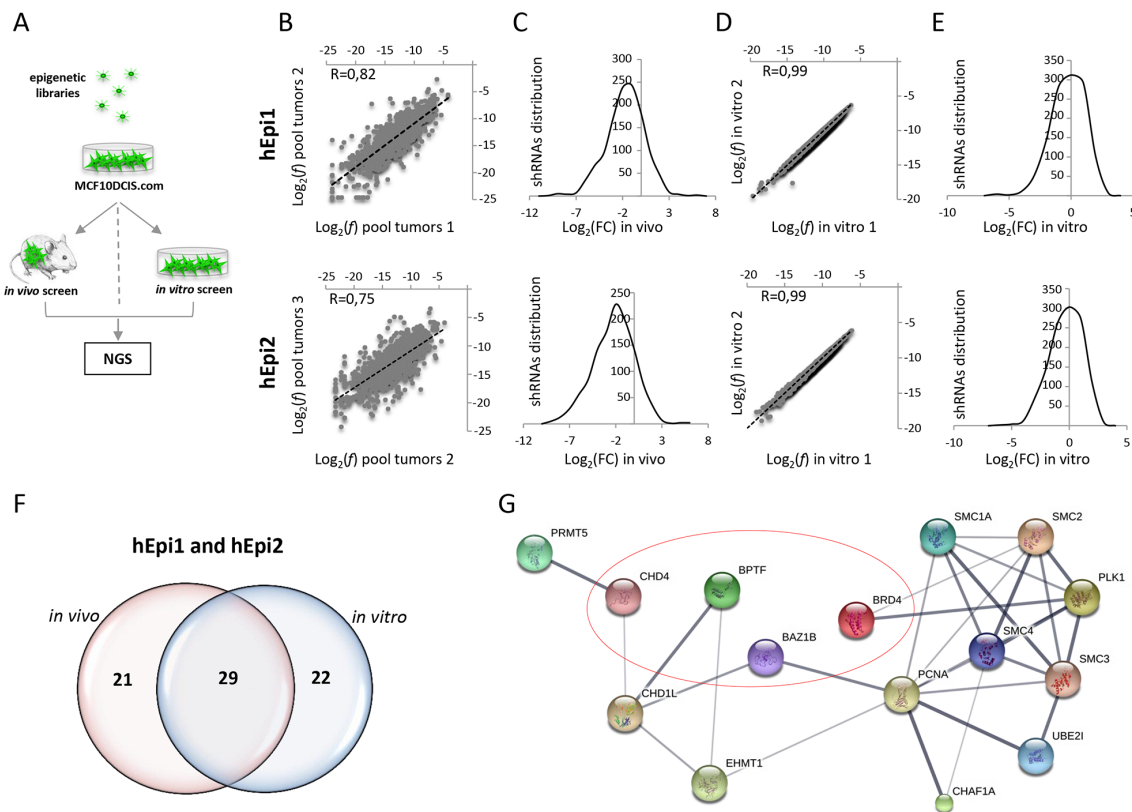 A
epigenetic
libraries
MCF10DCIS.com
in vivo screen
in vitro screen
NGS
B
hEpi1
-25 -20 -15 -10 -5
R=0,82
Log2(f) pool tumors 2
-5
-10
-15
-20
-25
Log2(f) pool tumors 1
C
shRNAs distribution
300
250
200
150
100
50
-12 -7 -2 3 8
Log2(FC) in vivo
D
-20 -15 -10 -5
R=0,99
Log2(f) in vitro 2
-5
-10
-15
-20
Log2(f) in vitro 1
E
shRNAs distribution
350
300
250
200
150
100
50
-10 -5 0 5
Log2(FC) in vitro
hEpi2
-25 -20 -15 -10 -5
R=0,75
Log2(f) pool tumors 3
-5
-10
-15
-20
-25
Log2(f) pool tumors 2
shRNAs distribution
250
200
150
100
50
-12 -7 -2 3 8
Log2(FC) in vivo
-20 -15 -10 -5
R=0,99
Log2(f) in vitro 2
-5
-10
-15
-20
Log2(f) in vitro 1
shRNAs distribution
350
300
250
200
150
100
50
-10 -5 0 5
Log2(FC) in vitro
F
hEpi1 and hEpi2
in vivo
in vitro
21
29
22
G
PRMT5
CHD4
BPTF
BRD4
BAZ1B
CHD1L
EHMT1
SMC1A
SMC2
PLK1
SMC4
SMC3
PCNA
UBE2I
CHAF1A